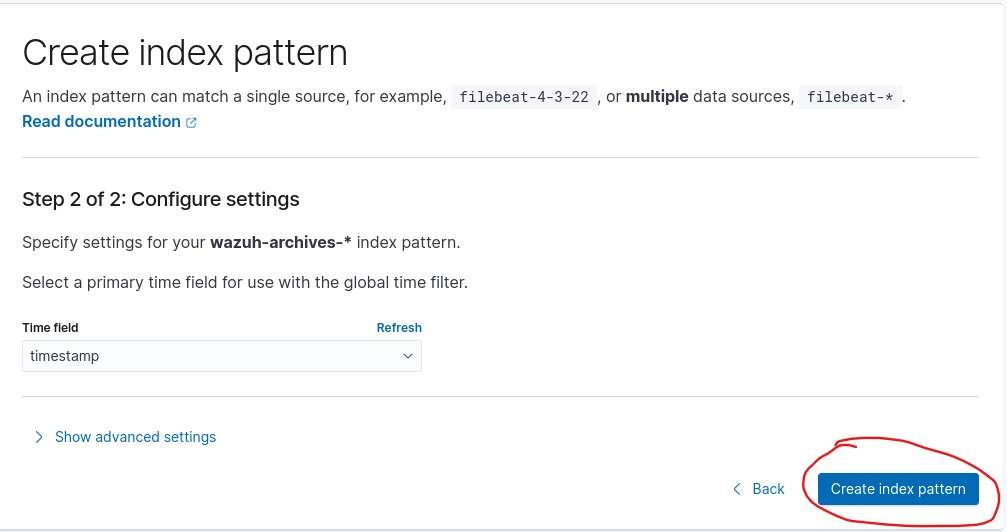 Create index pattern
An index pattern can match a single source, for example, filebeat-4-3-22 , or multiple data sources, filebeat-* .
Read documentation
Step 2 of 2: Configure settings
Specify settings for your wazuh-archives-* index pattern.
Select a primary time field for use with the global time filter.
Time field Refresh
timestamp
Show advanced settings
Back Create index pattern